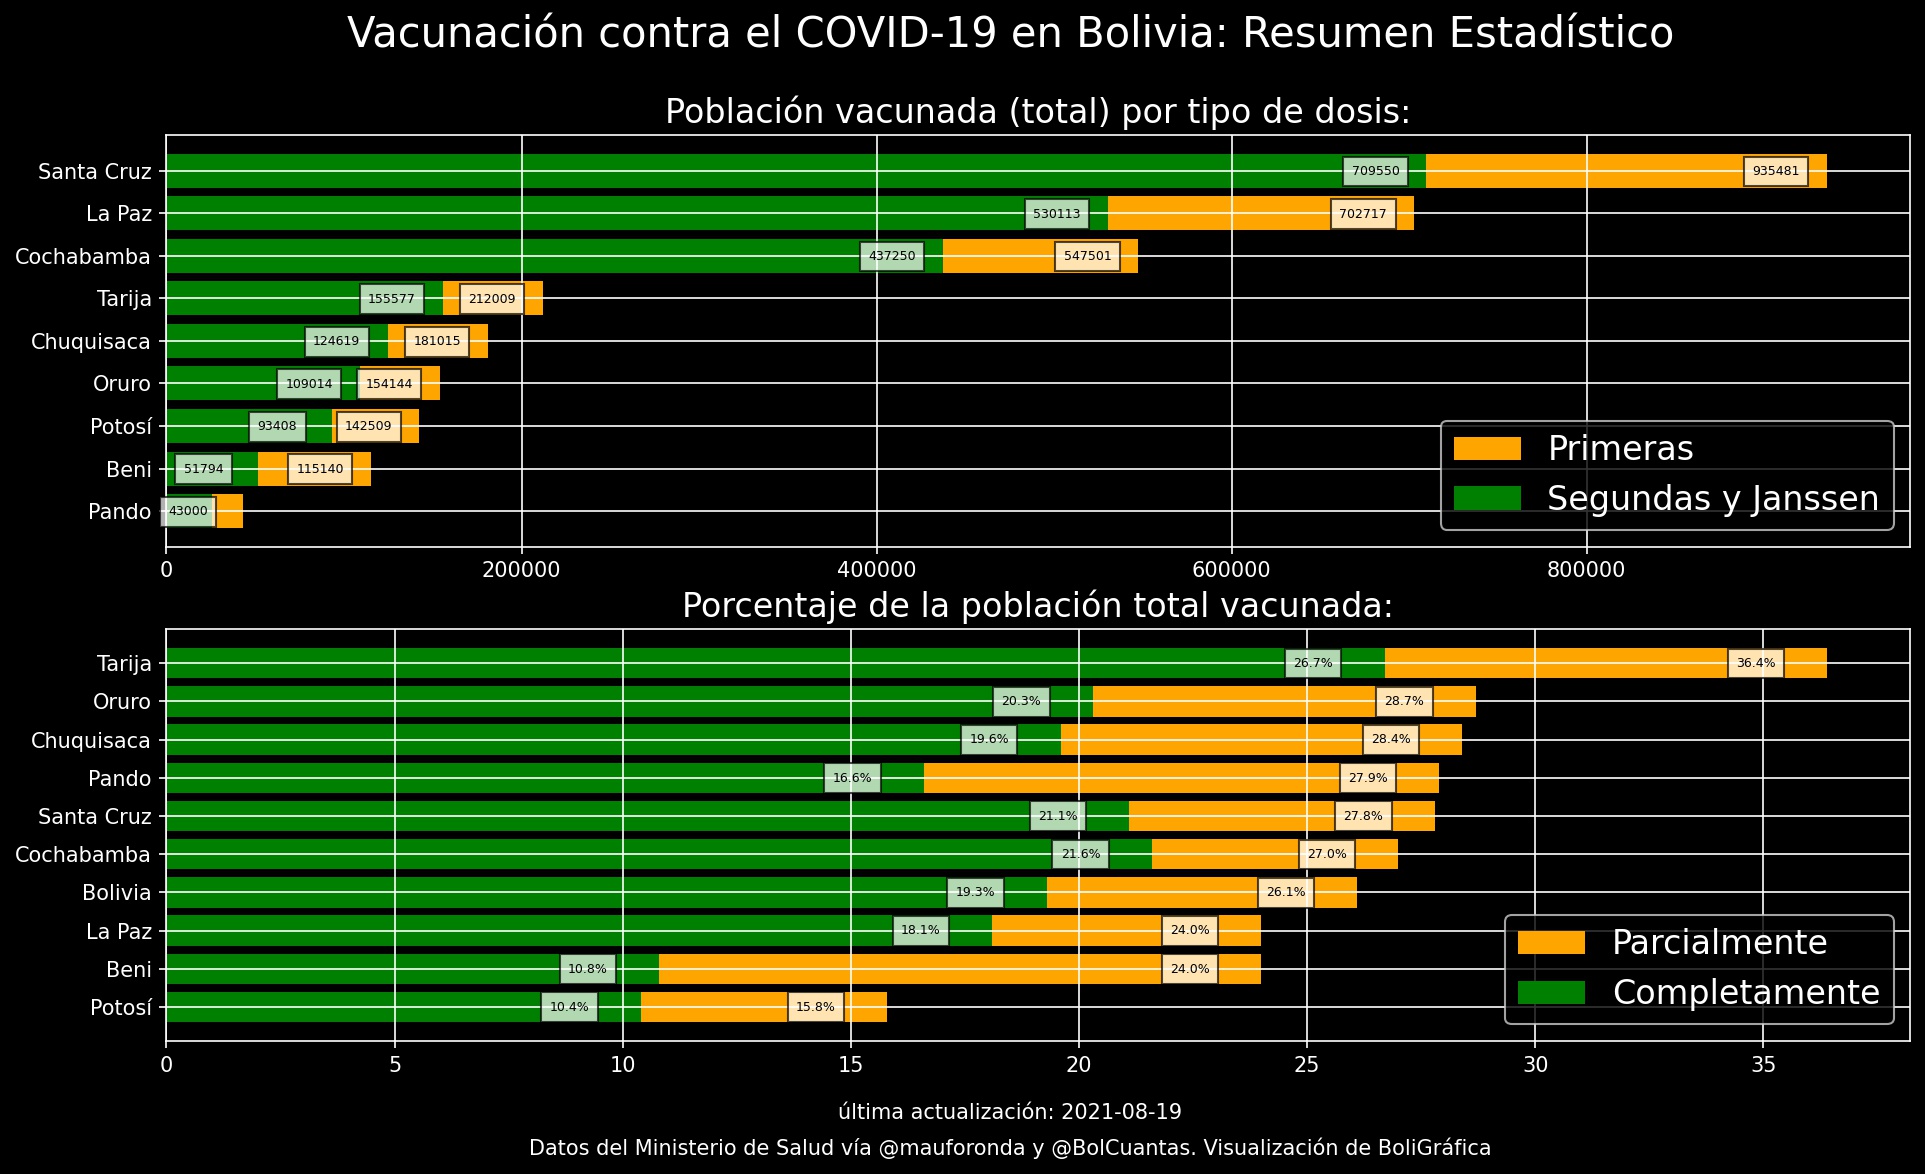 Vacunación contra el COVID-19 en Bolivia: Resumen Estadístico
Población vacunada (total) por tipo de dosis:
Santa Cruz 709550 935481
La Paz 530113 702717
Cochabamba 437250 547501
Tarija 155577 212009
Chuquisaca 124619 181015
Oruro 109014 154144
Potosí 93408 142509
Beni 51794 115140
Pando 43000
Primeras
Segundas y Janssen
0 200000 400000 600000 800000
Porcentaje de la población total vacunada:
Tarija 26.7% 36.4%
Oruro 20.3% 28.7%
Chuquisaca 19.6% 28.4%
Pando 16.6% 27.9%
Santa Cruz 21.1% 27.8%
Cochabamba 21.6% 27.0%
Bolivia 19.3% 26.1%
La Paz 18.1% 24.0%
Beni 10.8% 24.0%
Potosí 10.4% 15.8%
Parcialmente
Completamente
0 5 10 15 20 25 30 35
última actualización: 2021-08-19
Datos del Ministerio de Salud vía @mauforonda y @BolCuantas. Visualización de BoliGráfica